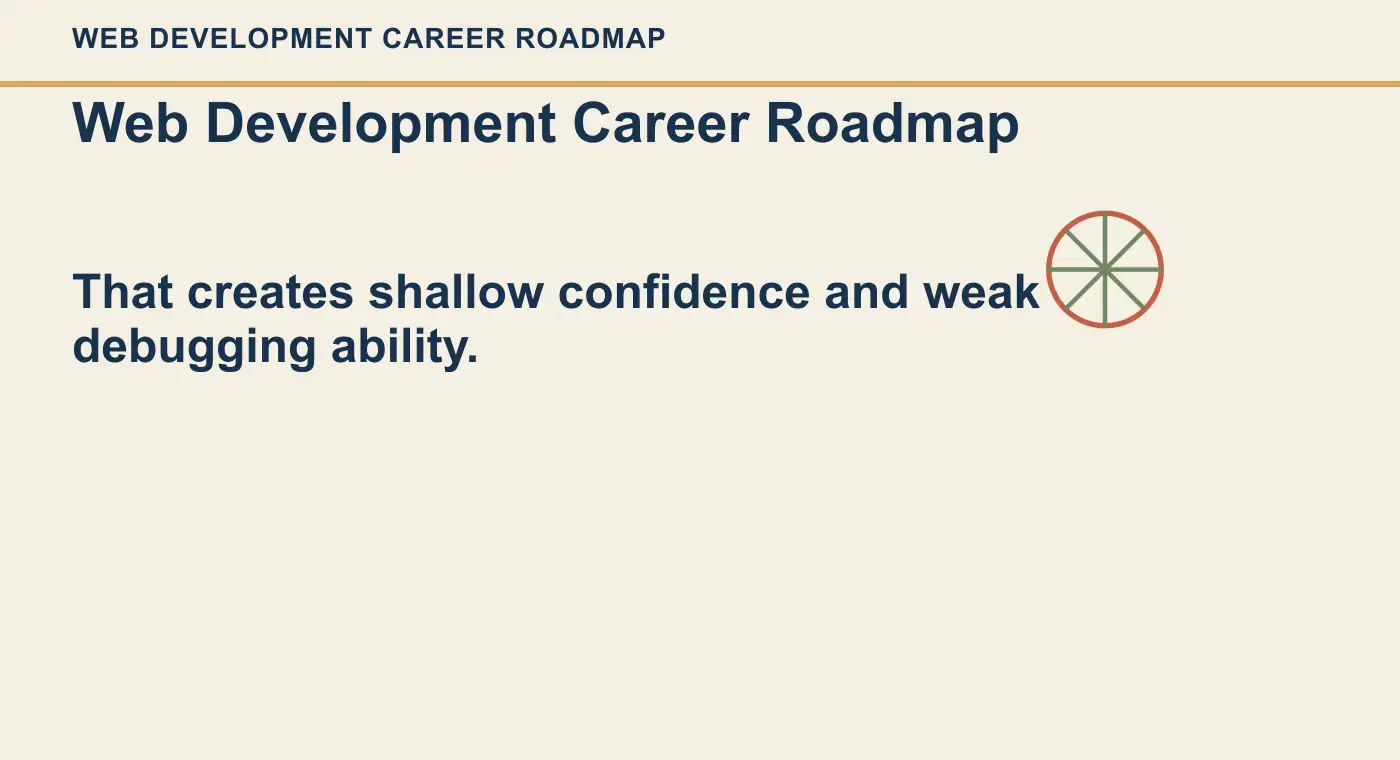 WEB DEVELOPMENT CAREER ROADMAP
Web Development Career Roadmap
That creates shallow confidence and weak
debugging ability.